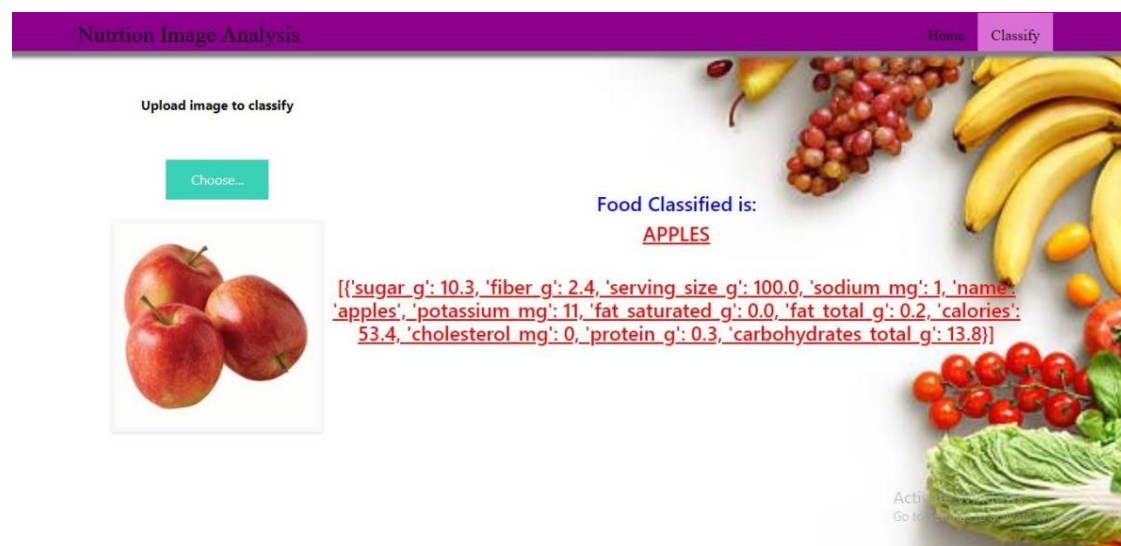 Nutrtion Image Analysis
Home
Classify
Upload image to classify
Choose...
Food Classified is:
APPLES
[{'sugar_g': 10.3, 'fiber_g': 2.4, 'serving_size_g': 100.0, 'sodium_mg': 1, 'name':
'apples', 'potassium_mg': 11, 'fat_saturated_g': 0.0, 'fat_total_g': 0.2, 'calories':
53.4, 'cholesterol_mg': 0, 'protein_g': 0.3, 'carbohydrates_total_g': 13.8}]
Go to